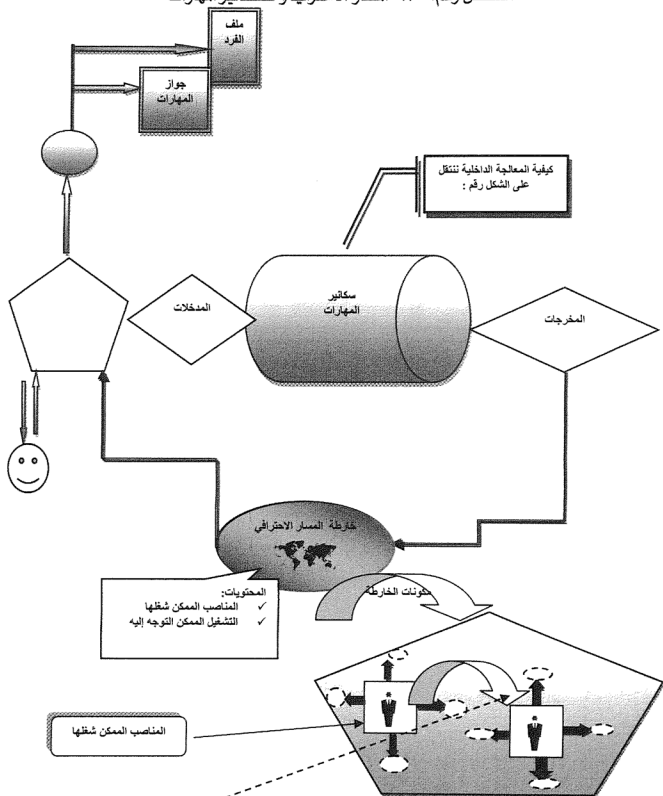 ملف
الفرد
جواز
المهارات
كيفية المعالجة الداخلية ننتقل
على الشكل رقم :
سكانير
المهارات
المدخلات
المخرجات
خارطة المسار الاحترافي
المحتويات:
✓ المناصب الممكن شغلها
✓ التشغيل الممكن التوجه إليه
الخارطة
المناصب الممكن شغلها